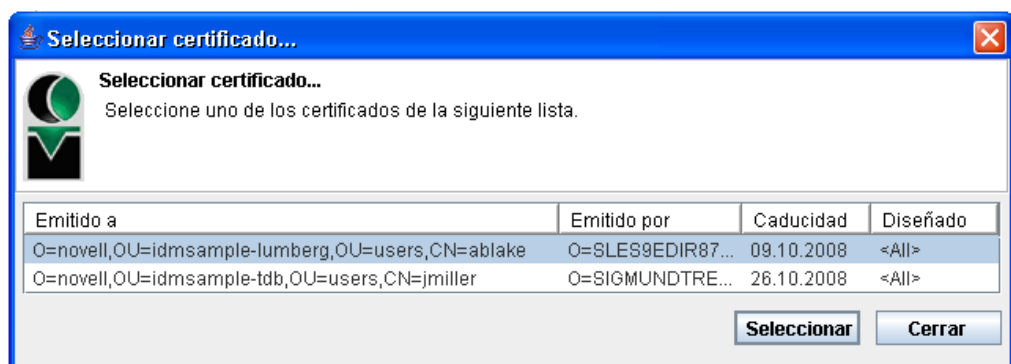 Seleccionar certificado...
Seleccionar certificado...
Seleccione uno de los certificados de la siguiente lista.
Emitido a Emitido por Caducidad Diseñado
O=novell,OU=idmsample-lumberg,OU=users,CN=ablake O=SLES9EDIR87... 09.10.2008 <All>
O=novell,OU=idmsample-tdb,OU=users,CN=jmiller O=SIGMUNDTRE... 26.10.2008 <All>
Seleccionar Cerrar